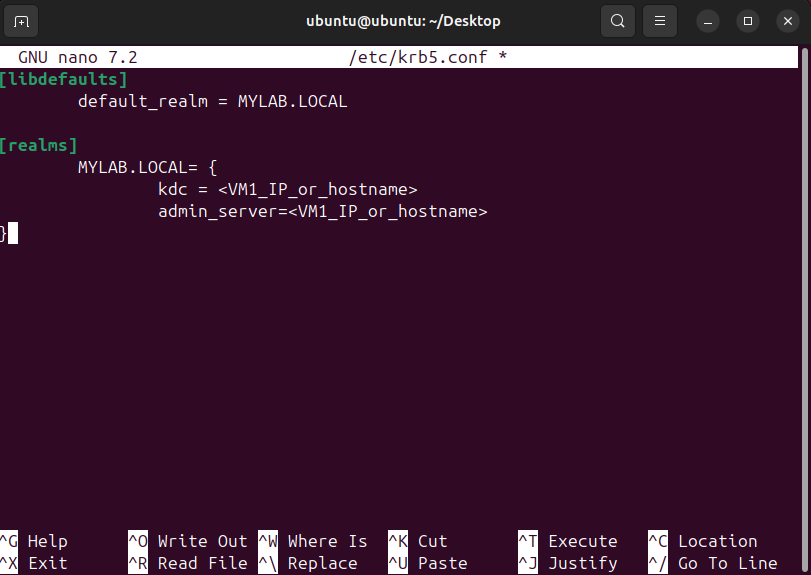 ubuntu@ubuntu: ~/Desktop
GNU nano 7.2 /etc/krb5.conf *
[libdefaults]
default_realm = MYLAB.LOCAL
[realms]
MYLAB.LOCAL= {
kdc = <VM1_IP_or_hostname>
admin_server=<VM1_IP_or_hostname>
}
^G Help ^O Write Out ^W Where Is ^K Cut ^T Execute ^C Location
^X Exit ^R Read File ^\ Replace ^U Paste ^J Justify ^/ Go To Line